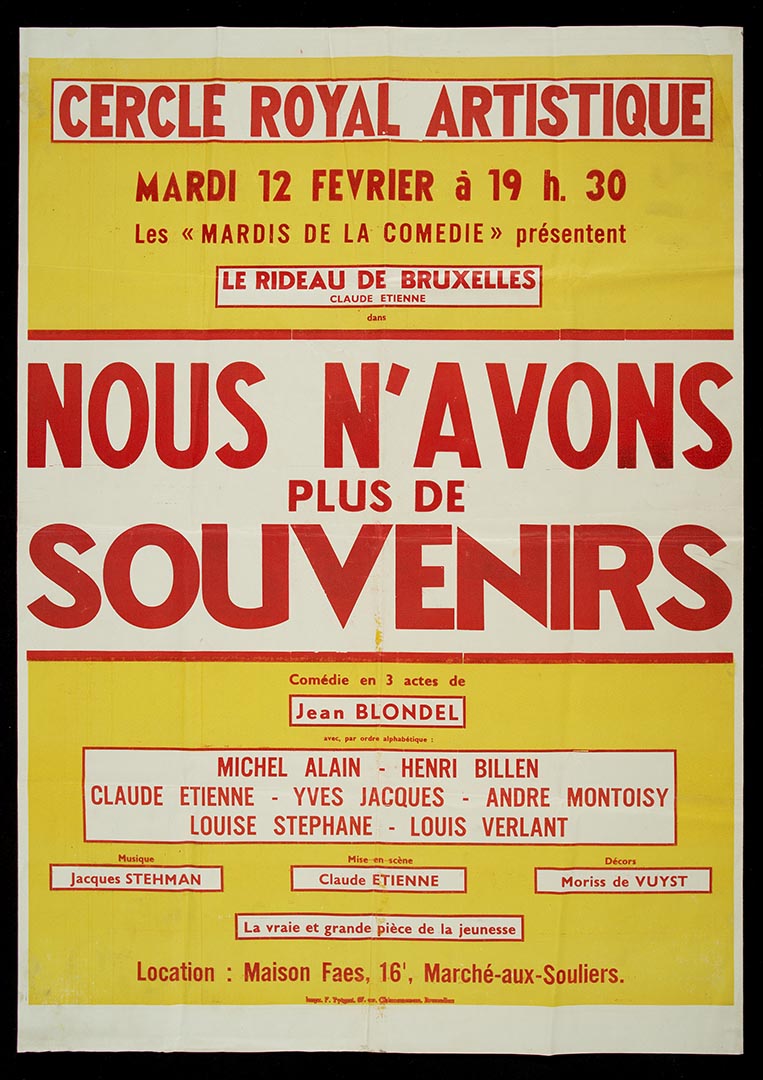 CERCLE ROYAL ARTISTIQUE
MARDI 12 FEVRIER à 19 h. 30
Les « MARDIS DE LA COMEDIE » présentent
LE RIDEAU DE BRUXELLES
CLAUDE ETIENNE
dans
NOUS N'AVONS
PLUS DE
SOUVENIRS
Comédie en 3 actes de
Jean BLONDEL
avec, par ordre alphabétique :
MICHEL ALAIN - HENRI BILLEN
CLAUDE ETIENNE - YVES JACQUES - ANDRE MONTOISY
LOUISE STEPHANE - LOUIS VERLANT
Musique
Jacques STEHMAN
Mise en scène
Claude ETIENNE
Décors
Moriss de VUYST
La vraie et grande pièce de la jeunesse
Location : Maison Faes, 16', Marché-aux-Souliers.
Bruxelles